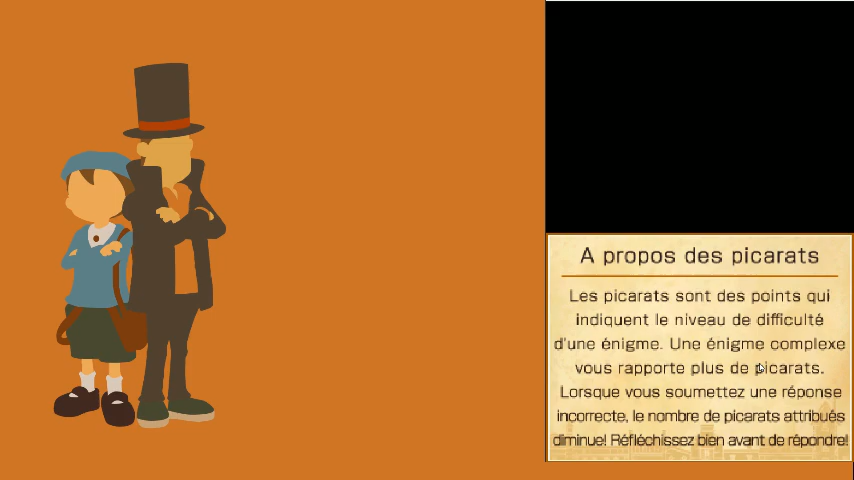 A propos des picarats
Les picarats sont des points qui
indiquent le niveau de difficulté
d'une énigme. Une énigme complexe
vous rapporte plus de picarats.
Lorsque vous soumettez une réponse
incorrecte, le nombre de picarats attribués
diminue! Réfléchissez bien avant de répondre!